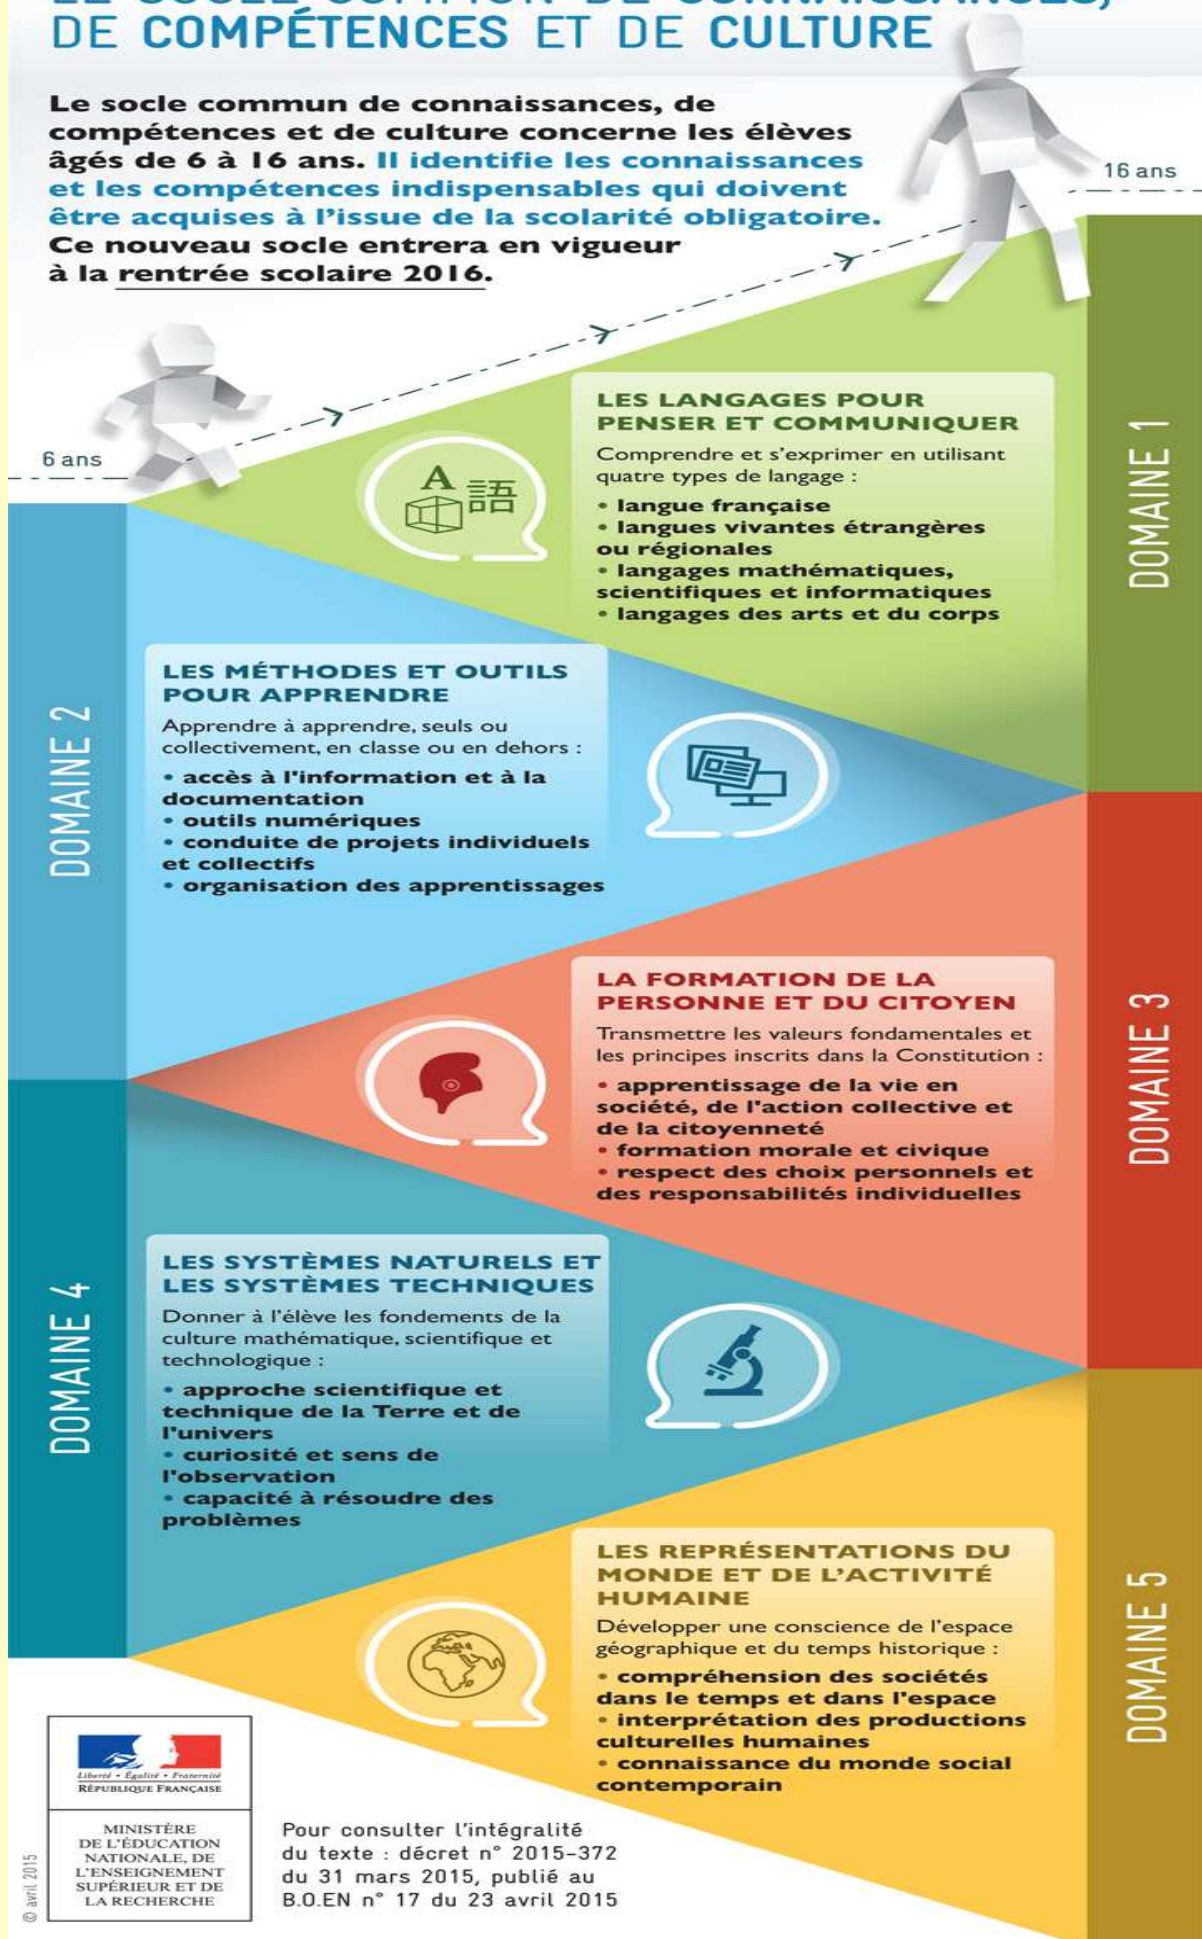 LE SOCLE COMMUN DE CONNAISSANCES,
DE COMPÉTENCES ET DE CULTURE
Le socle commun de connaissances, de
compétences et de culture concerne les élèves
âgés de 6 à 16 ans. Il identifie les connaissances
et les compétences indispensables qui doivent
être acquises à l'issue de la scolarité obligatoire.
Ce nouveau socle entrera en vigueur
à la rentrée scolaire 2016.
16 ans
6 ans
DOMAINE 1
LES LANGAGES POUR
PENSER ET COMMUNIQUER
Comprendre et s'exprimer en utilisant
quatre types de langage :
• langue française
• langues vivantes étrangères
ou régionales
• langages mathématiques,
scientifiques et informatiques
• langages des arts et du corps
A 語
DOMAINE 2
LES MÉTHODES ET OUTILS
POUR APPRENDRE
Apprendre à apprendre, seuls ou
collectivement, en classe ou en dehors :
• accès à l'information et à la
documentation
• outils numériques
• conduite de projets individuels
et collectifs
• organisation des apprentissages
DOMAINE 3
LA FORMATION DE LA
PERSONNE ET DU CITOYEN
Transmettre les valeurs fondamentales et
les principes inscrits dans la Constitution :
• apprentissage de la vie en
société, de l'action collective et
de la citoyenneté
• formation morale et civique
• respect des choix personnels et
des responsabilités individuelles
DOMAINE 4
LES SYSTÈMES NATURELS ET
LES SYSTÈMES TECHNIQUES
Donner à l'élève les fondements de la
culture mathématique, scientifique et
technologique :
• approche scientifique et
technique de la Terre et de
l'univers
• curiosité et sens de
l'observation
• capacité à résoudre des
problèmes
DOMAINE 5
LES REPRÉSENTATIONS DU
MONDE ET DE L'ACTIVITÉ
HUMAINE
Développer une conscience de l'espace
géographique et du temps historique :
• compréhension des sociétés
dans le temps et dans l'espace
• interprétation des productions
culturelles humaines
• connaissance du monde social
contemporain
Liberté • Égalité • Fraternité
RÉPUBLIQUE FRANÇAISE
MINISTÈRE
DE L'ÉDUCATION
NATIONALE, DE
L'ENSEIGNEMENT
SUPÉRIEUR ET DE
LA RECHERCHE
© avril 2015
Pour consulter l'intégralité
du texte : décret n° 2015-372
du 31 mars 2015, publié au
B.O.EN n° 17 du 23 avril 2015